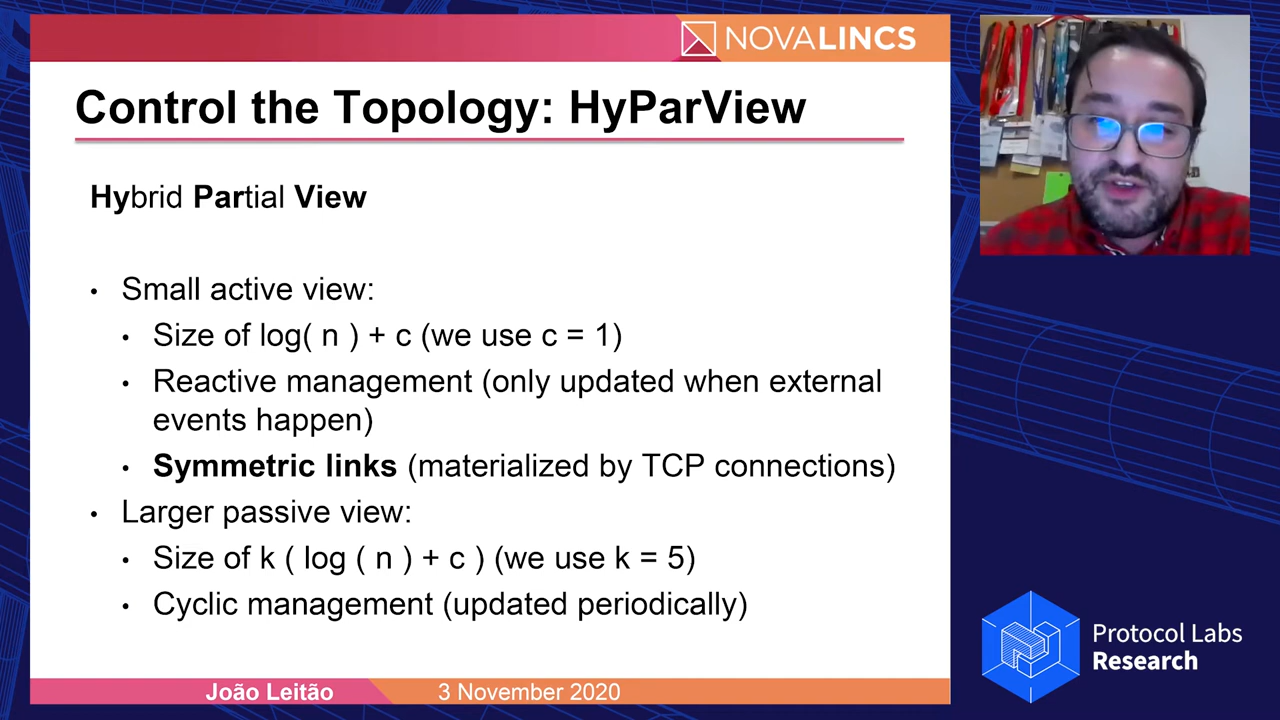 NOVALINCS
Control the Topology: HyParView
Hybrid Partial View
• Small active view:
• Size of log( n ) + c (we use c = 1)
• Reactive management (only updated when external
events happen)
• Symmetric links (materialized by TCP connections)
• Larger passive view:
• Size of k ( log ( n ) + c ) (we use k = 5)
• Cyclic management (updated periodically)
João Leitão
3 November 2020
Protocol Labs
Research